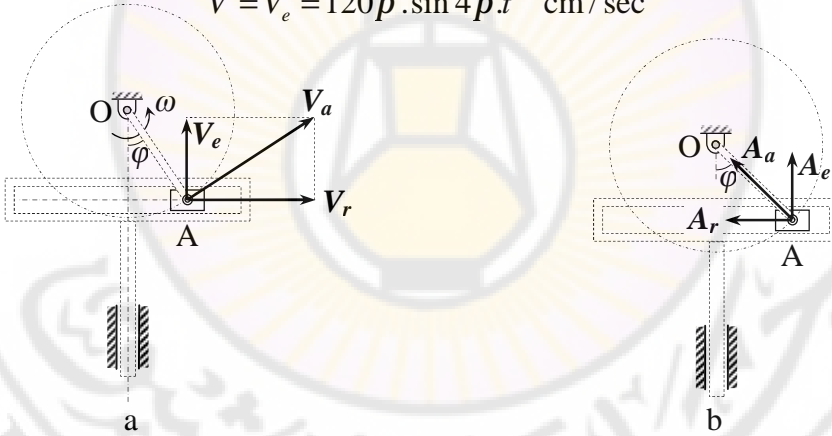 V = V_e = 120p.sin 4p.t cm/sec
O ω V_e V_a
φ
V_r
A
a
O A_a A_e
φ
A_r
A
b